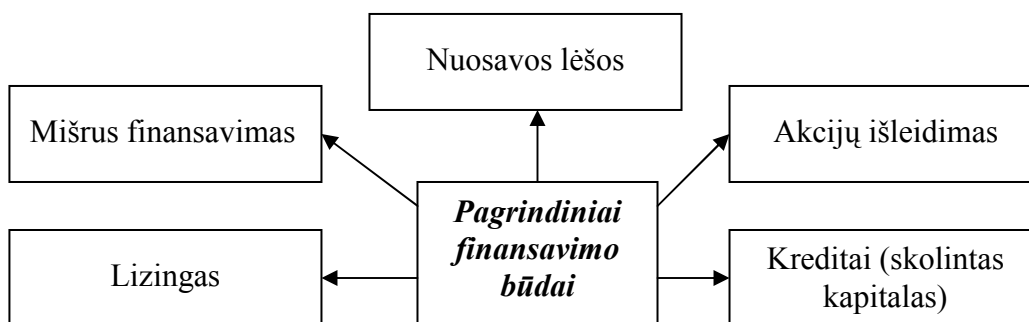 Nuosavos lėšos
Mišrus finansavimas
Akcijų išleidimas
Pagrindiniai
finansavimo
būdai
Lizingas
Kreditai (skolintas
kapitalas)